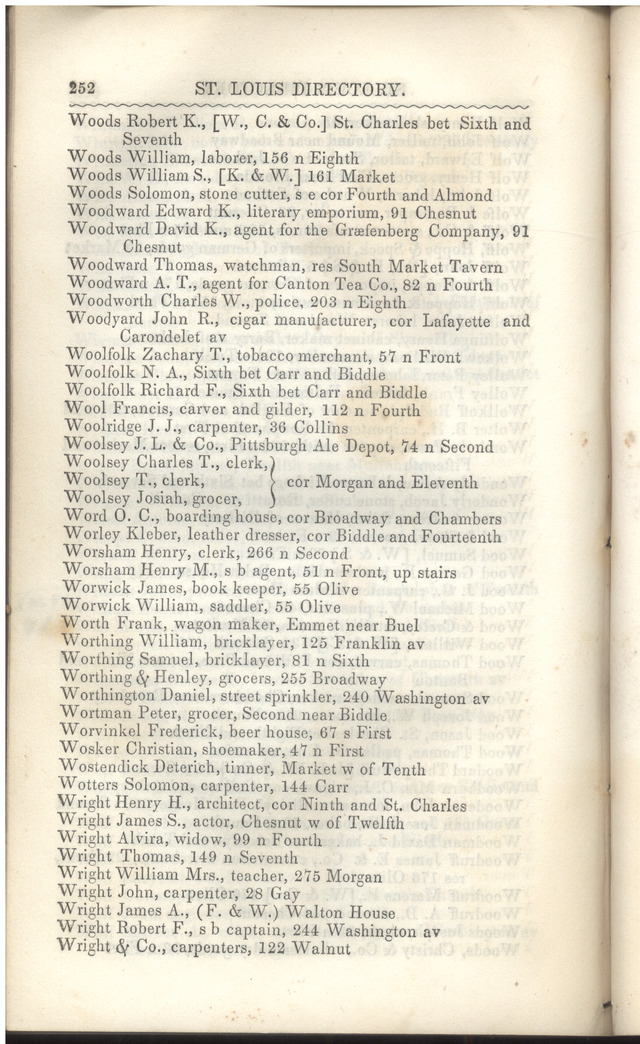 252 ST. LOUIS DIRECTORY.
Woods Robert K., [W., C. & Co.] St. Charles bet Sixth and
Seventh
Woods William, laborer, 156 n Eighth
Woods William S., [K. & W.] 161 Market
Woods Solomon, stone cutter, s e cor Fourth and Almond
Woodward Edward K., literary emporium, 91 Chesnut
Woodward David K., agent for the Græfenberg Company, 91
Chesnut
Woodward Thomas, watchman, res South Market Tavern
Woodward A. T., agent for Canton Tea Co., 82 n Fourth
Woodworth Charles W., police, 203 n Eighth
Woodyard John R., cigar manufacturer, cor Lafayette and
Carondelet av
Woolfolk Zachary T., tobacco merchant, 57 n Front
Woolfolk N. A., Sixth bet Carr and Biddle
Woolfolk Richard F., Sixth bet Carr and Biddle
Wool Francis, carver and gilder, 112 n Fourth
Woolridge J. J., carpenter, 36 Collins
Woolsey J. L. & Co., Pittsburgh Ale Depot, 74 n Second
Woolsey Charles T., clerk,
Woolsey T., clerk, } cor Morgan and Eleventh
Woolsey Josiah, grocer,
Word O. C., boarding house, cor Broadway and Chambers
Worley Kleber, leather dresser, cor Biddle and Fourteenth
Worsham Henry, clerk, 266 n Second
Worsham Henry M., s b agent, 51 n Front, up stairs
Worwick James, book keeper, 55 Olive
Worwick William, saddler, 55 Olive
Worth Frank, wagon maker, Emmet near Buel
Worthing William, bricklayer, 125 Franklin av
Worthing Samuel, bricklayer, 81 n Sixth
Worthing & Henley, grocers, 255 Broadway
Worthington Daniel, street sprinkler, 240 Washington av
Wortman Peter, grocer, Second near Biddle
Worvinkel Frederick, beer house, 67 s First
Wosker Christian, shoemaker, 47 n First
Wostendick Deterich, tinner, Market w of Tenth
Wotters Solomon, carpenter, 144 Carr
Wright Henry H., architect, cor Ninth and St. Charles
Wright James S., actor, Chesnut w of Twelfth
Wright Alvira, widow, 99 n Fourth
Wright Thomas, 149 n Seventh
Wright William Mrs., teacher, 275 Morgan
Wright John, carpenter, 28 Gay
Wright James A., (F. & W.) Walton House
Wright Robert F., s b captain, 244 Washington av
Wright & Co., carpenters, 122 Walnut